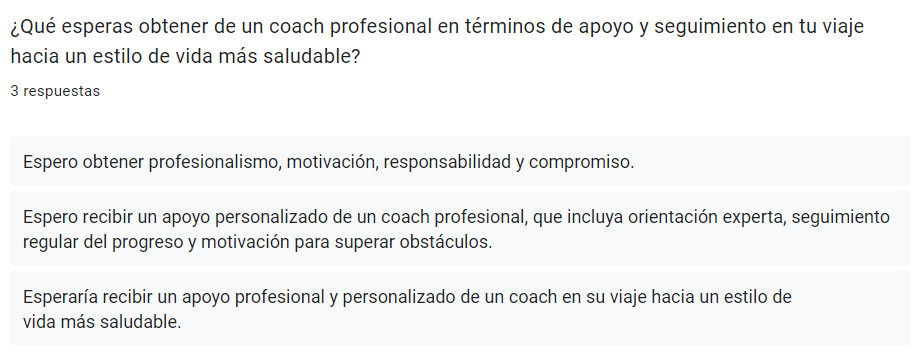 ¿Qué esperas obtener de un coach profesional en términos de apoyo y seguimiento en tu viaje
hacia un estilo de vida más saludable?
3 respuestas
Espero obtener profesionalismo, motivación, responsabilidad y compromiso.
Espero recibir un apoyo personalizado de un coach profesional, que incluya orientación experta, seguimiento
regular del progreso y motivación para superar obstáculos.
Esperaría recibir un apoyo profesional y personalizado de un coach en su viaje hacia un estilo de
vida más saludable.